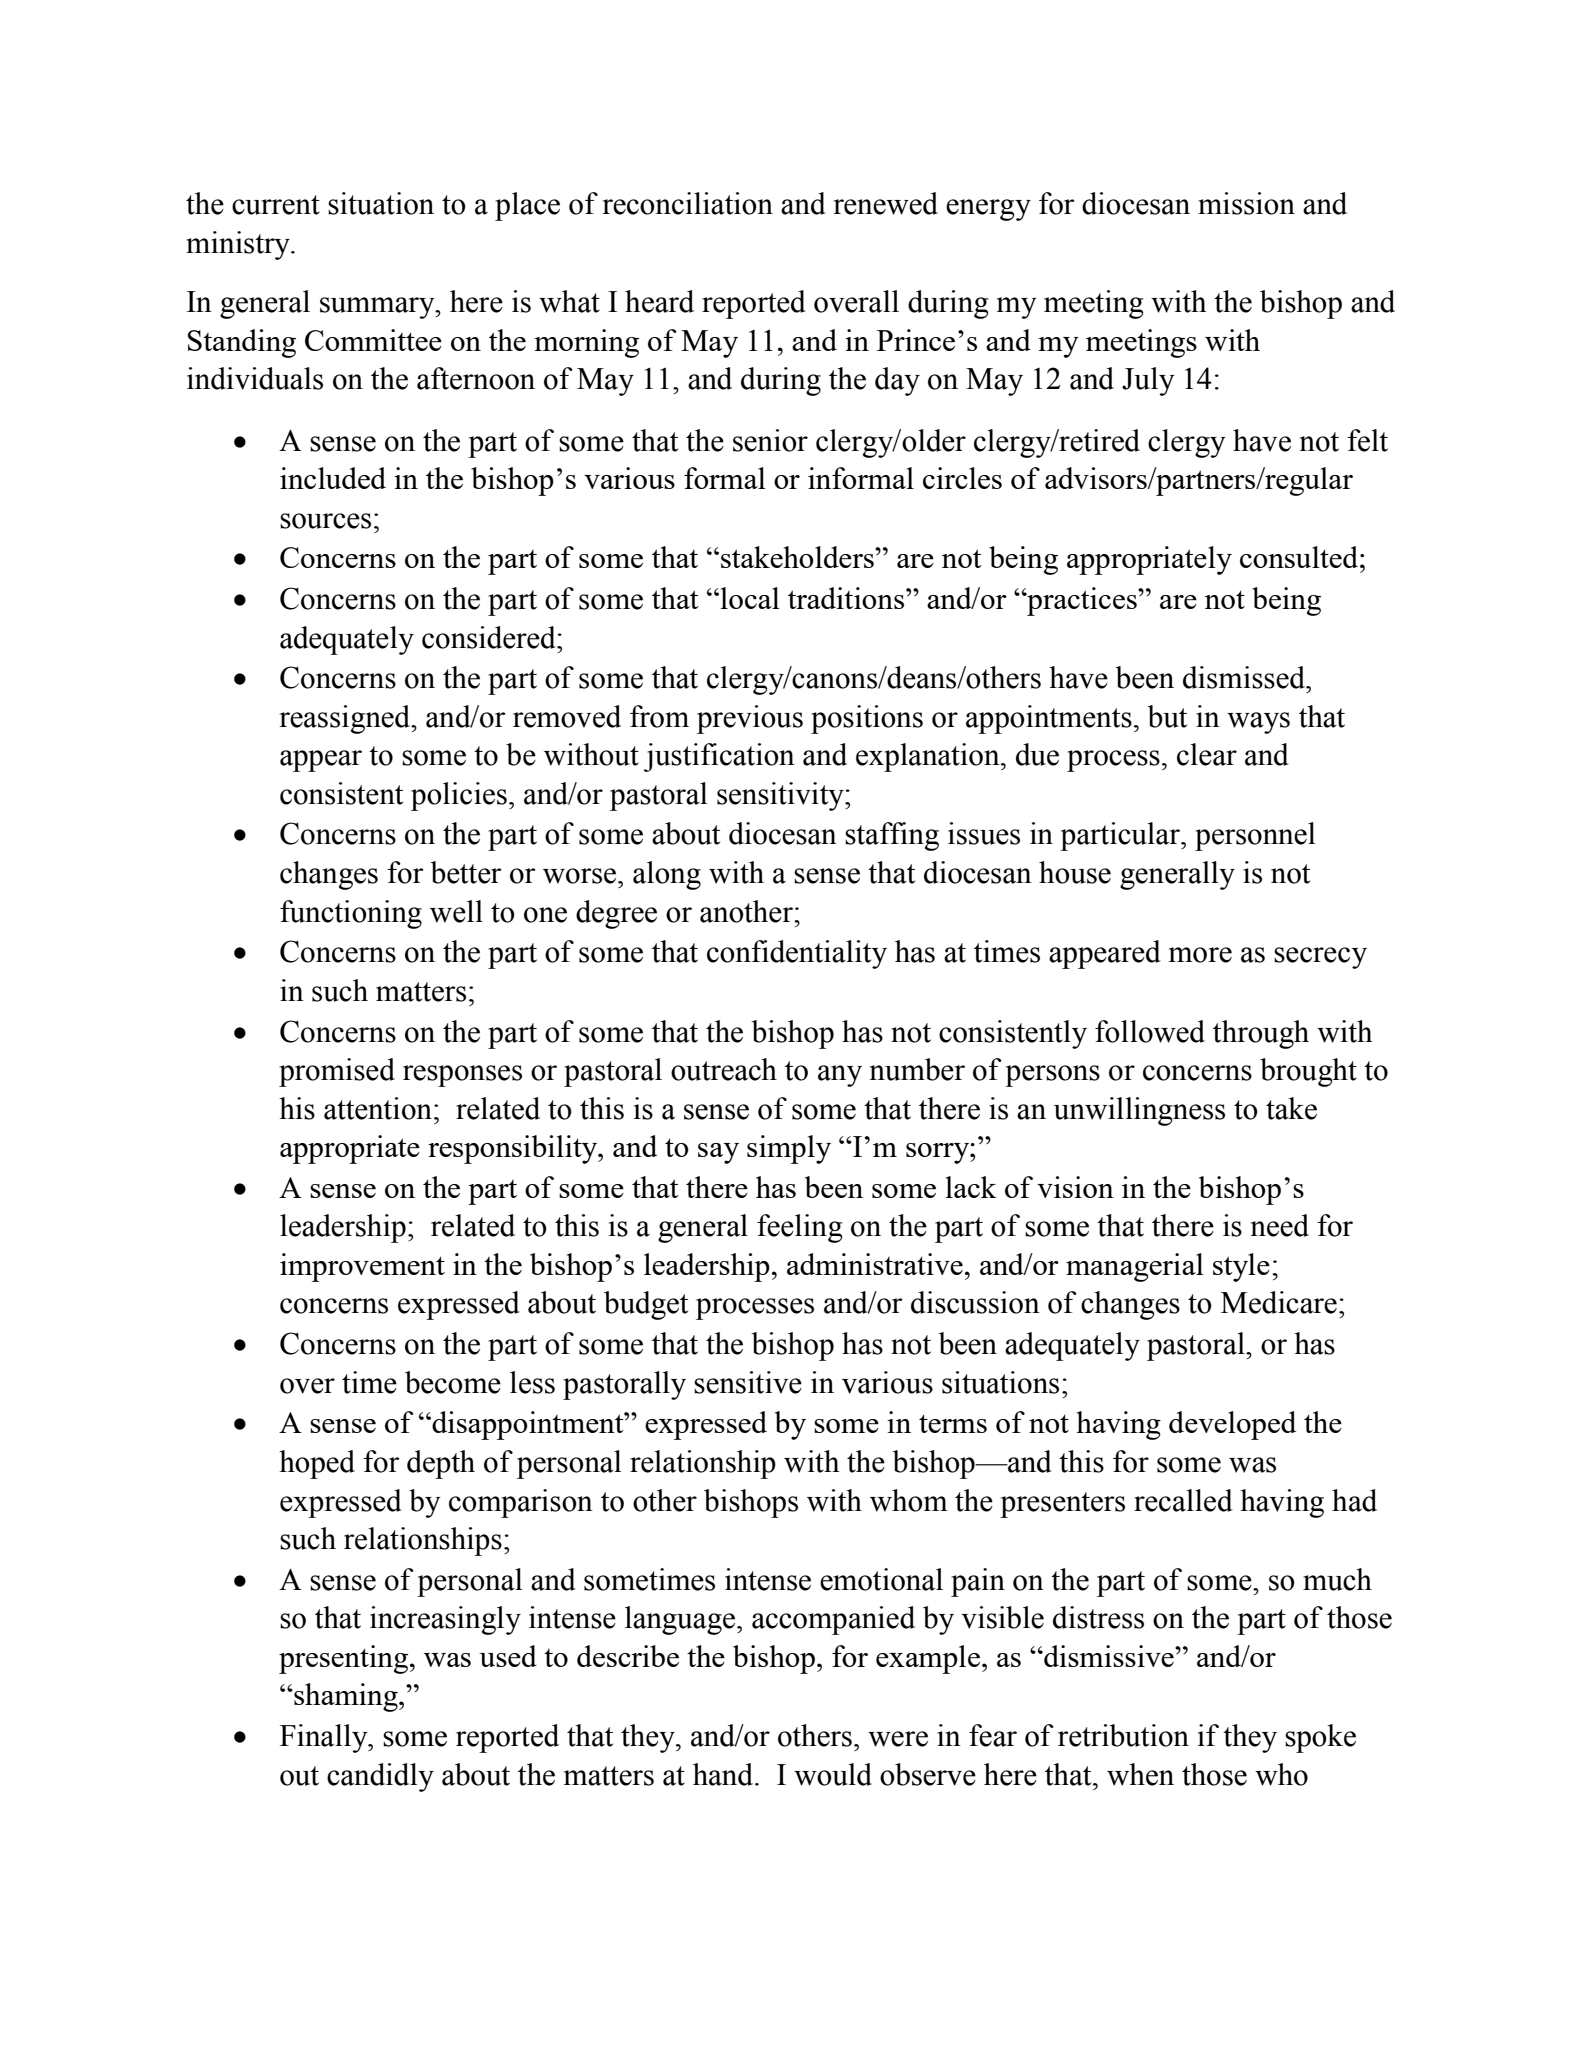 the current situation to a place of reconciliation and renewed energy for diocesan mission and
ministry.
In general summary, here is what I heard reported overall during my meeting with the bishop and
Standing Committee on the morning of May 11, and in Prince’s and my meetings with
individuals on the afternoon of May 11, and during the day on May 12 and July 14:
• A sense on the part of some that the senior clergy/older clergy/retired clergy have not felt
included in the bishop’s various formal or informal circles of advisors/partners/regular
sources;
• Concerns on the part of some that “stakeholders” are not being appropriately consulted;
• Concerns on the part of some that “local traditions” and/or “practices” are not being
adequately considered;
• Concerns on the part of some that clergy/canons/deans/others have been dismissed,
reassigned, and/or removed from previous positions or appointments, but in ways that
appear to some to be without justification and explanation, due process, clear and
consistent policies, and/or pastoral sensitivity;
• Concerns on the part of some about diocesan staffing issues in particular, personnel
changes for better or worse, along with a sense that diocesan house generally is not
functioning well to one degree or another;
• Concerns on the part of some that confidentiality has at times appeared more as secrecy
in such matters;
• Concerns on the part of some that the bishop has not consistently followed through with
promised responses or pastoral outreach to any number of persons or concerns brought to
his attention;  related to this is a sense of some that there is an unwillingness to take
appropriate responsibility, and to say simply “I’m sorry;”
• A sense on the part of some that there has been some lack of vision in the bishop’s
leadership;  related to this is a general feeling on the part of some that there is need for
improvement in the bishop’s leadership, administrative, and/or managerial style;
concerns expressed about budget processes and/or discussion of changes to Medicare;
• Concerns on the part of some that the bishop has not been adequately pastoral, or has
over time become less pastorally sensitive in various situations;
• A sense of “disappointment” expressed by some in terms of not having developed the
hoped for depth of personal relationship with the bishop—and this for some was
expressed by comparison to other bishops with whom the presenters recalled having had
such relationships;
• A sense of personal and sometimes intense emotional pain on the part of some, so much
so that increasingly intense language, accompanied by visible distress on the part of those
presenting, was used to describe the bishop, for example, as “dismissive” and/or
“shaming,”
• Finally, some reported that they, and/or others, were in fear of retribution if they spoke
out candidly about the matters at hand.  I would observe here that, when those who